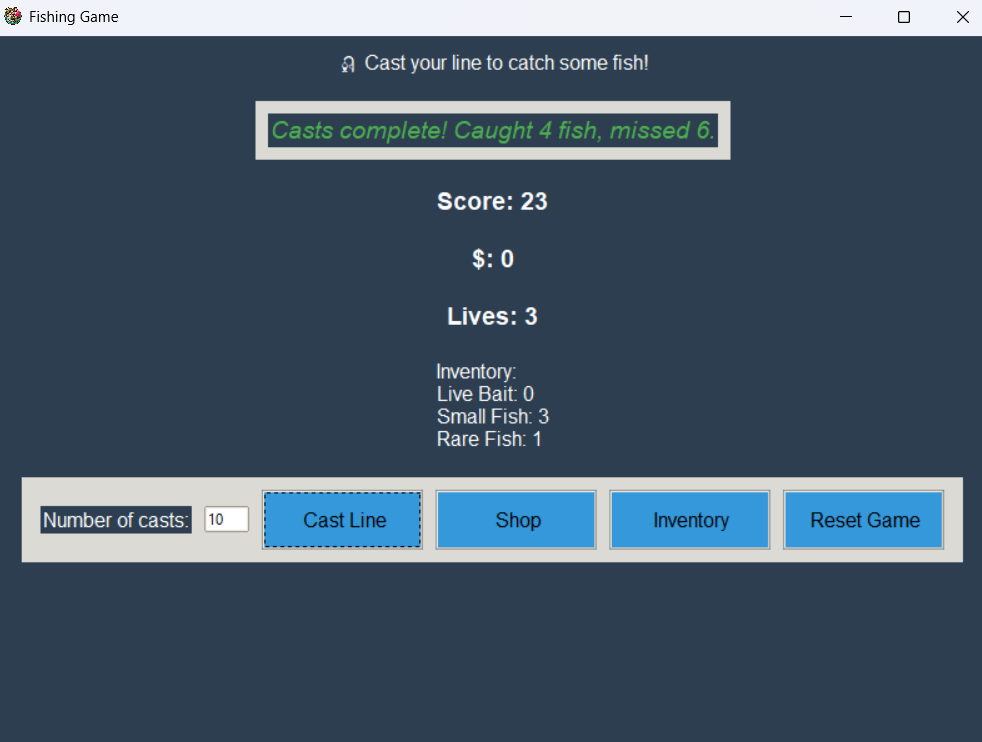 Fishing Game
🎣 Cast your line to catch some fish!
Casts complete! Caught 4 fish, missed 6.
Score: 23
$: 0
Lives: 3
Inventory:
Live Bait: 0
Small Fish: 3
Rare Fish: 1
Number of casts: 10 Cast Line Shop Inventory Reset Game